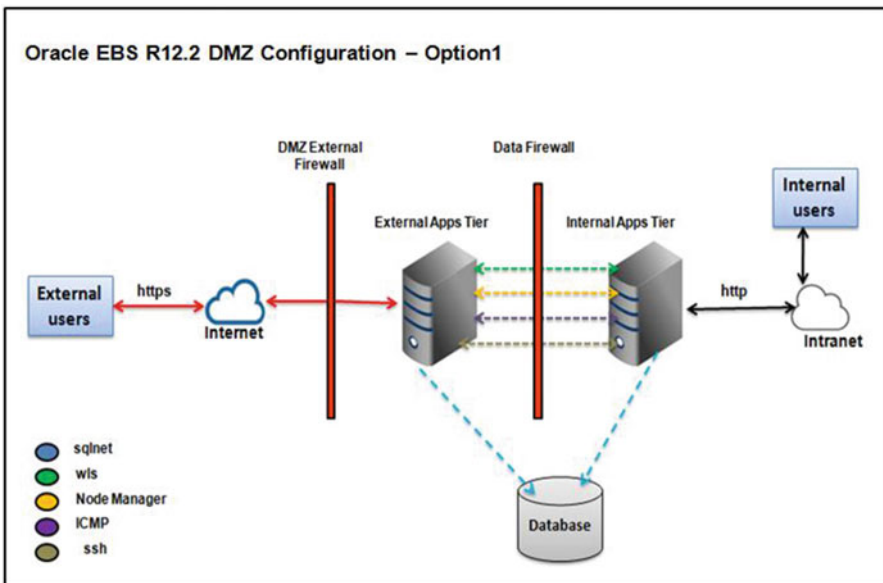 Oracle EBS R12.2 DMZ Configuration – Option1
DMZ External
Firewall
Data Firewall
Internal
users
External Apps Tier
Internal Apps Tier
External
users
https
Internet
http
Intranet
sqlnet
wls
Node Manager
ICMP
ssh
Database